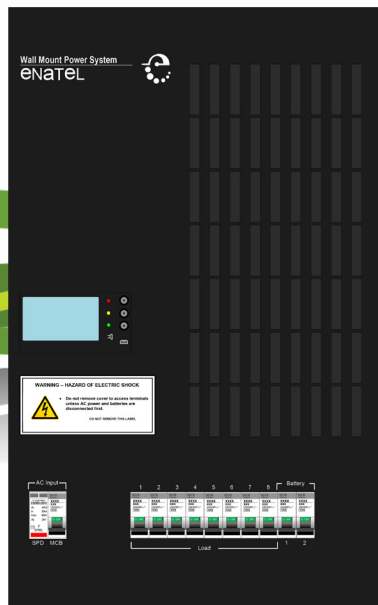 Wall Mount Power System
eNaTEL
WARNING – HAZARD OF ELECTRIC SHOCK
• Do not remove cover to access terminals
unless AC power and batteries are
disconnected first.
DO NOT REMOVE THIS LABEL
AC Input
SPD MCB
1 2 3 4 5 6 7 8
Battery
Load
1 2